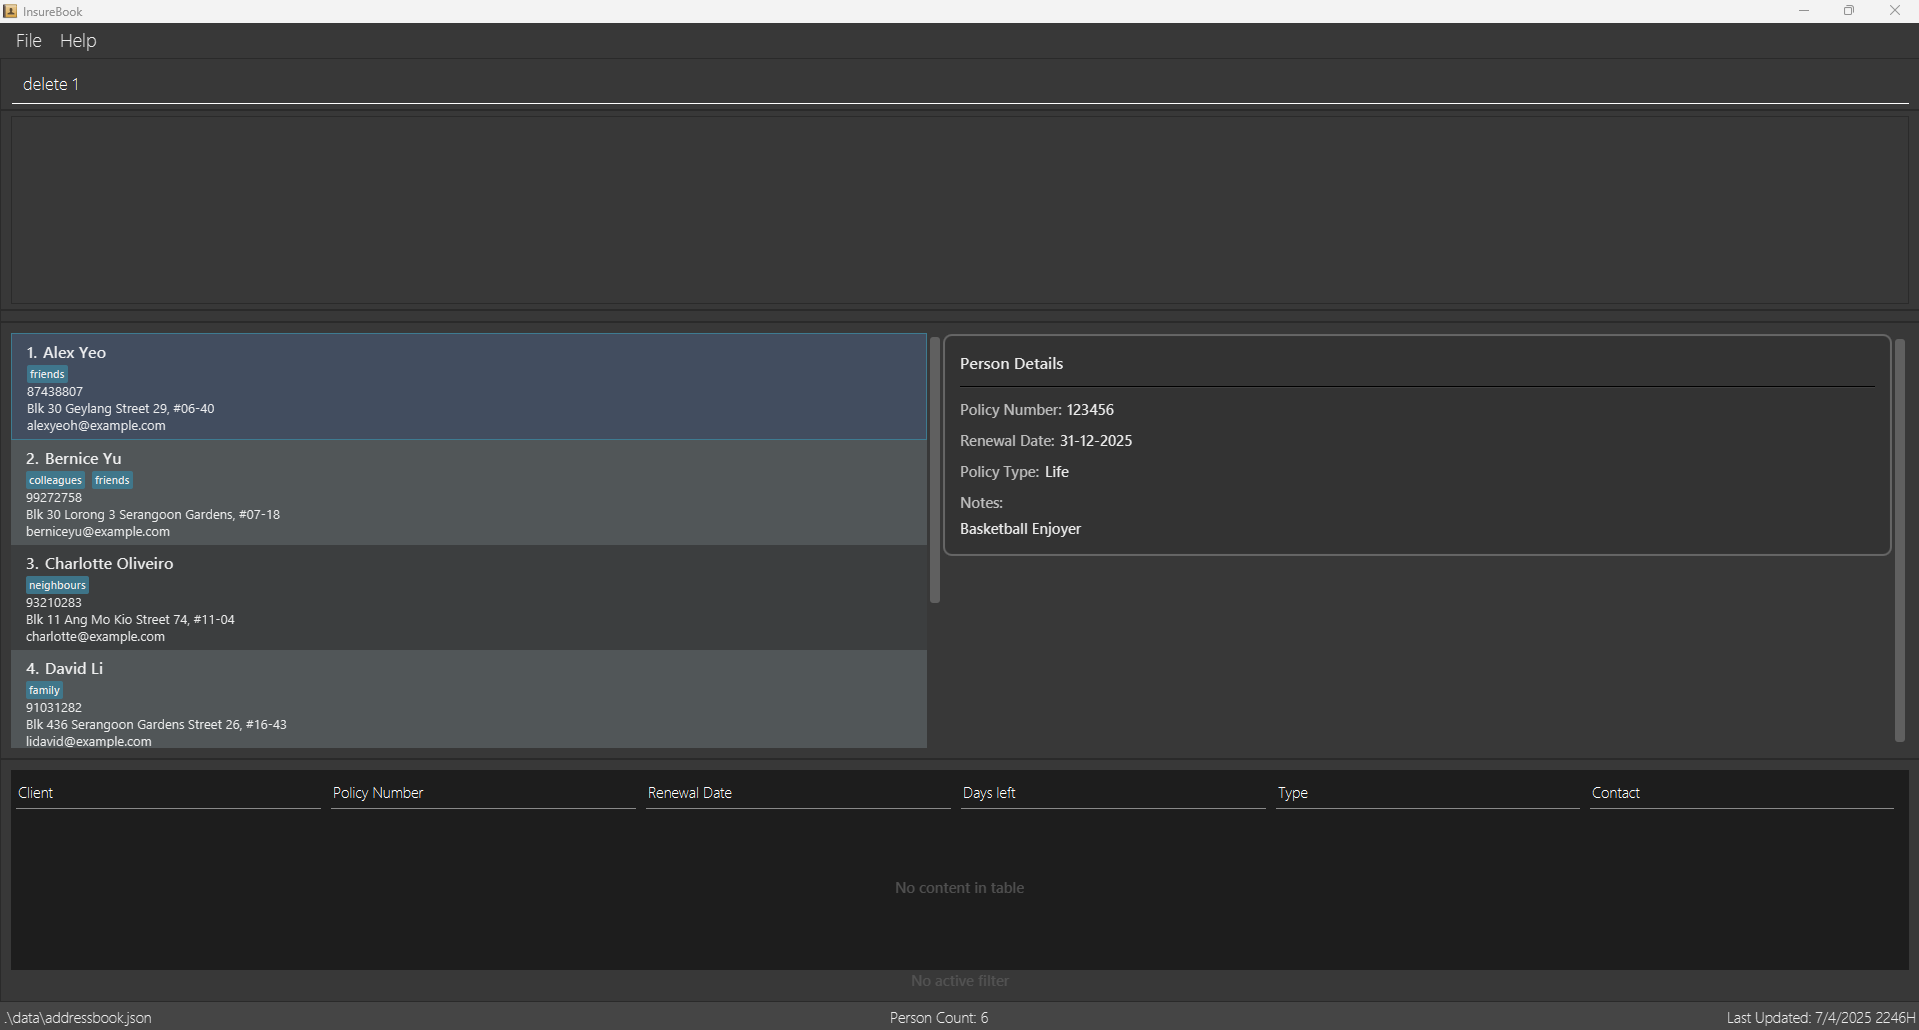 InsureBook
File Help
delete 1
1. Alex Yeo
friends
87438807
Blk 30 Geylang Street 29, #06-40
alexyeoh@example.com
2. Bernice Yu
colleagues friends
99272758
Blk 30 Lorong 3 Serangoon Gardens, #07-18
berniceyu@example.com
3. Charlotte Oliveiro
neighbours
93210283
Blk 11 Ang Mo Kio Street 74, #11-04
charlotte@example.com
4. David Li
family
91031282
Blk 436 Serangoon Gardens Street 26, #16-43
lidavid@example.com
Person Details
Policy Number: 123456
Renewal Date: 31-12-2025
Policy Type: Life
Notes:
Basketball Enjoyer
Client Policy Number Renewal Date Days left Type Contact
No content in table
No active filter
.\data\addressbook.json Person Count: 6 Last Updated: 7/4/2025 2246H